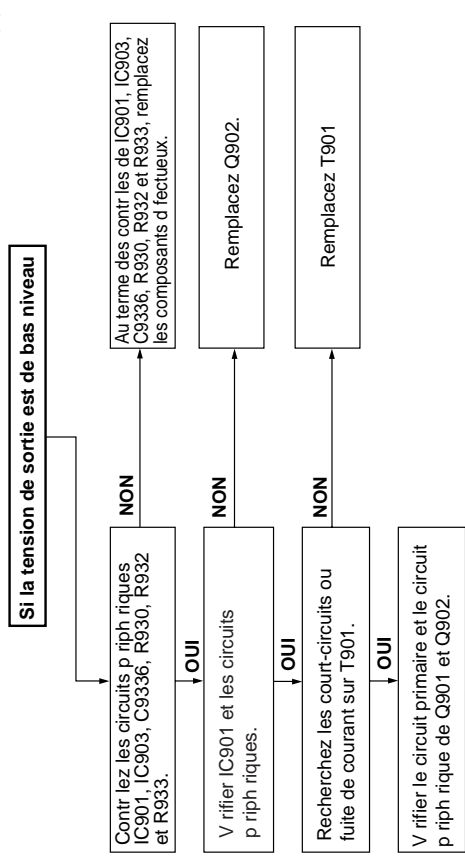 Si la tension de sortie est de bas niveau
Contr lez les circuits p riph riques
IC901, IC903, C9336, R930, R932
et R933.
NON
Au terme des contr les de IC901, IC903,
C9336, R930, R932 et R933, remplacez
les composants d fectueux.
OUI
V rifier IC901 et les circuits
p riph riques.
NON
Remplacez Q902.
OUI
Recherchez les court-circuits ou
fuite de courant sur T901.
NON
Remplacez T901
OUI
V rifier le circuit primaire et le circuit
p riph rique de Q901 et Q902.